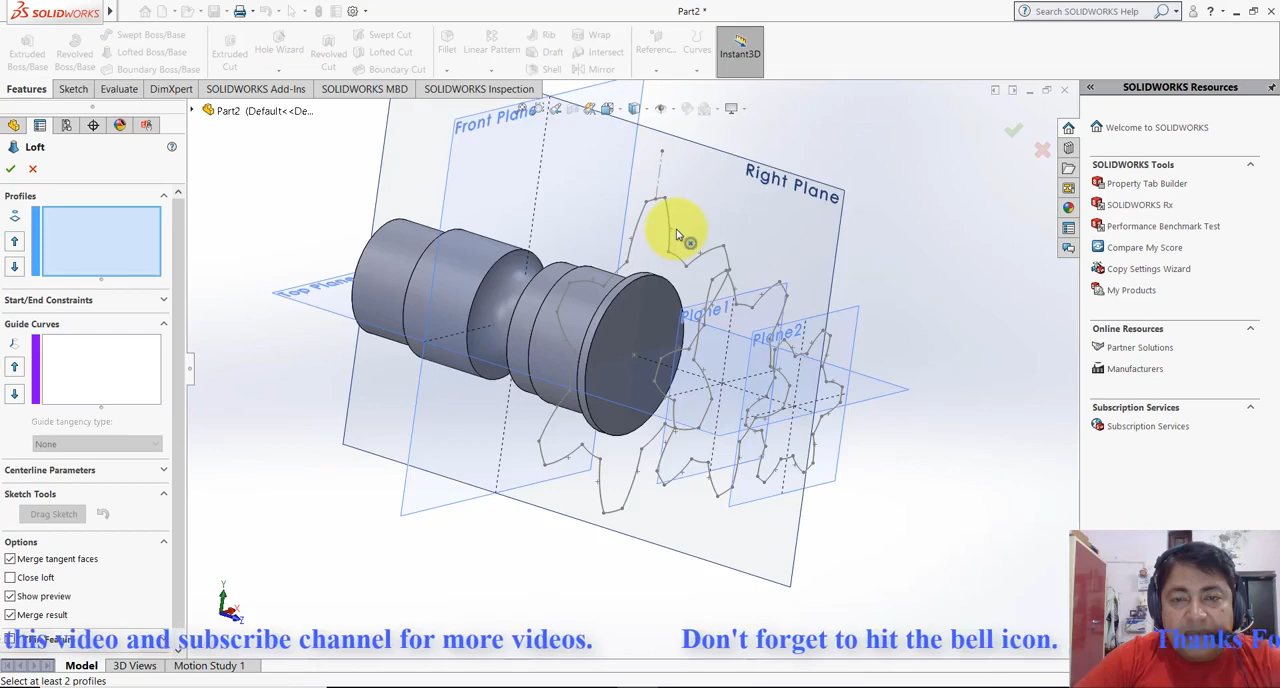 SOLIDWORKS
Part2 *
Search SOLIDWORKS Help
Extruded Boss/Base
Revolved Boss/Base
Swept Boss/Base
Lofted Boss/Base
Boundary Boss/Base
Extruded Cut
Hole Wizard
Revolved Cut
Swept Cut
Lofted Cut
Boundary Cut
Fillet
Linear Pattern
Rib
Draft
Shell
Wrap
Intersect
Mirror
Referenc...
Curves
Instant3D
Features
Sketch
Evaluate
DimXpert
SOLIDWORKS Add-Ins
SOLIDWORKS MBD
SOLIDWORKS Inspection
Part2 (Default<<De...
Loft
Profiles
Start/End Constraints
Guide Curves
Guide tangency type:
None
Centerline Parameters
Sketch Tools
Drag Sketch
Options
Merge tangent faces
Close loft
Show preview
Merge result
Front Plane
Right Plane
Top Plane
Plane1
Plane2
Y
X
Z
SOLIDWORKS Resources
Welcome to SOLIDWORKS
SOLIDWORKS Tools
Property Tab Builder
SOLIDWORKS Rx
Performance Benchmark Test
Compare My Score
Copy Settings Wizard
My Products
Online Resources
Partner Solutions
Manufacturers
Subscription Services
Subscription Services
this video and subscribe channel for more videos. Don't forget to hit the bell icon. Thanks Fo
Model
3D Views
Motion Study 1
Select at least 2 profiles